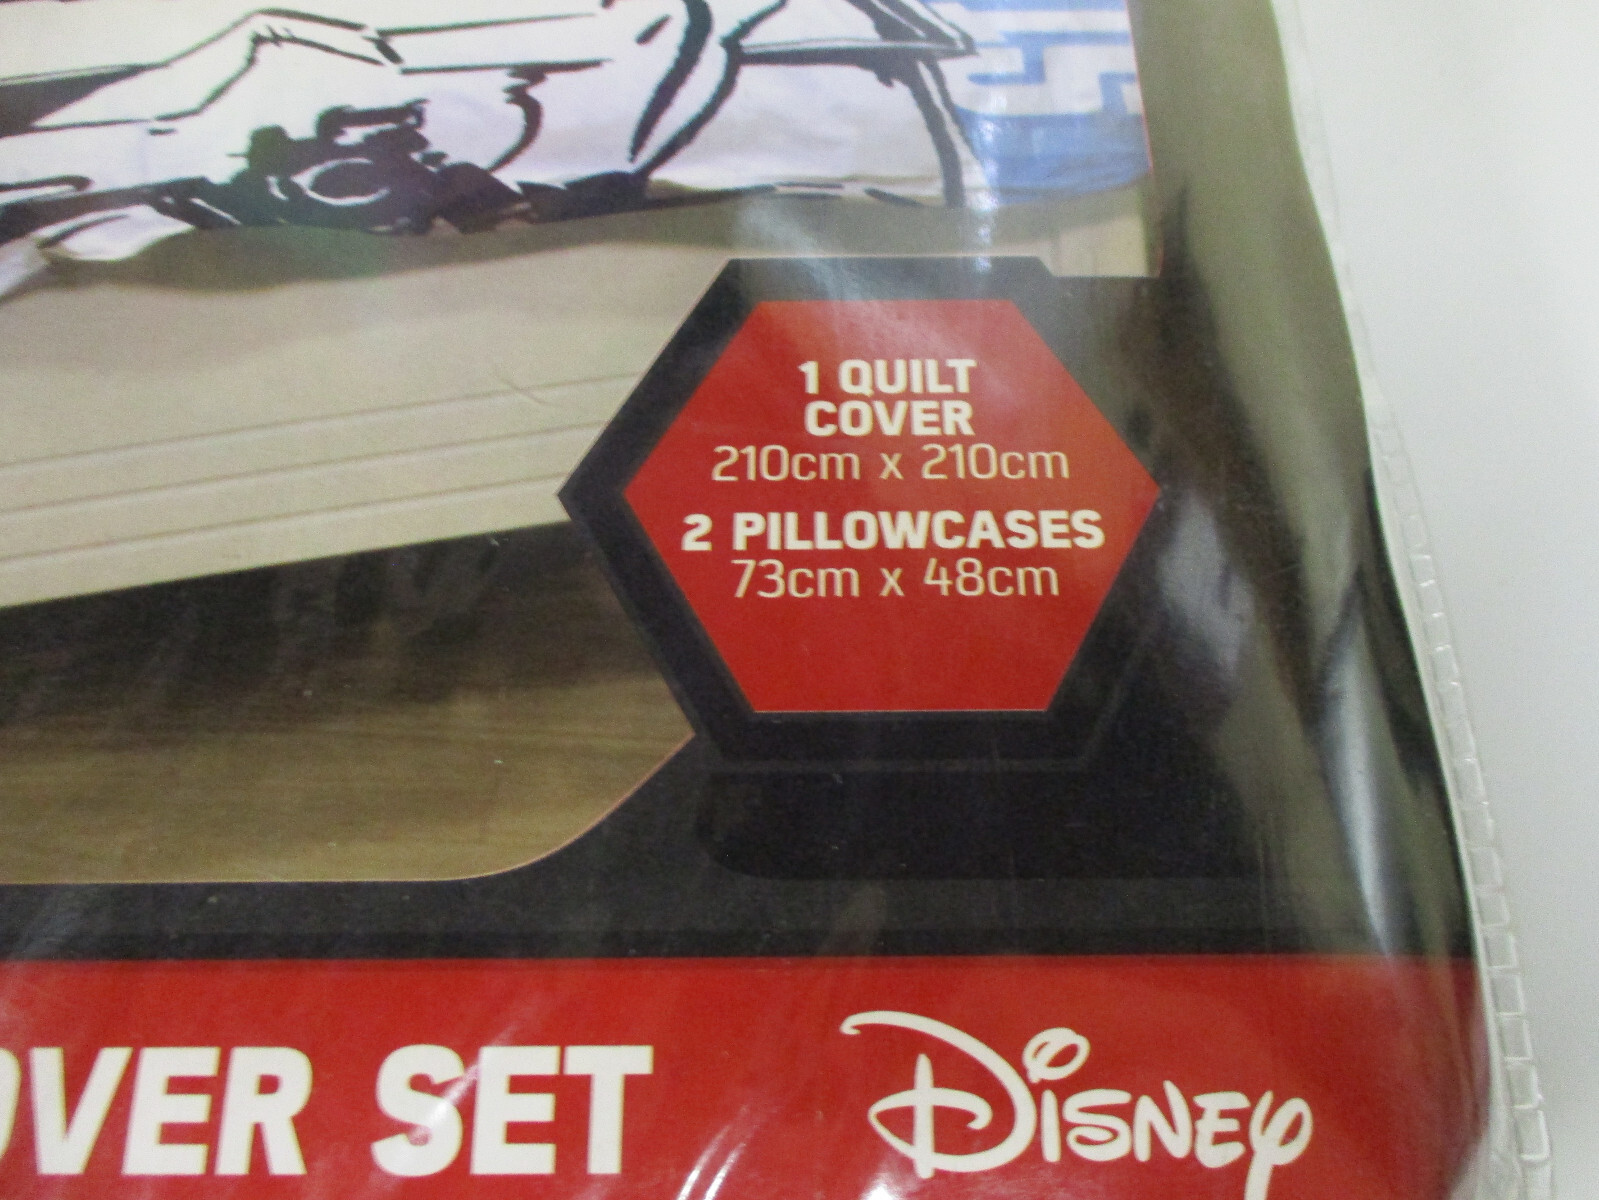 1 QUILT
COVER
210cm x 210cm
2 PILLOWCASES
73cm x 48cm
OVER SET
Disney